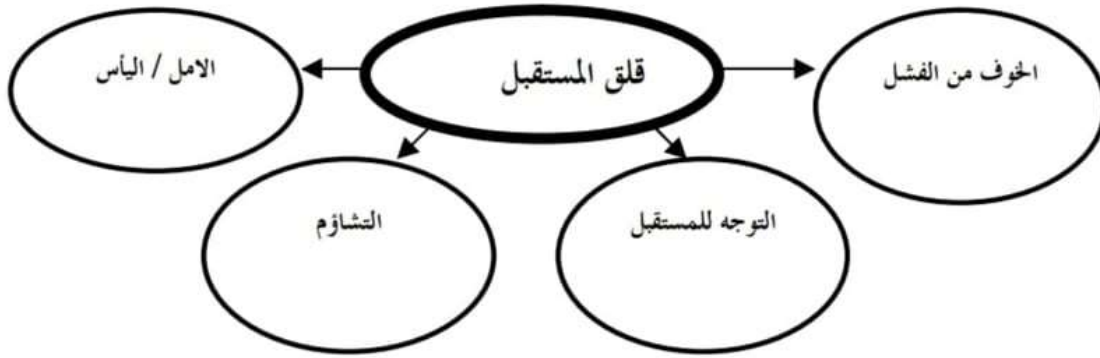 قلق المستقبل
الخوف من الفشل
الامل / اليأس
التوجه للمستقبل
التشاؤم